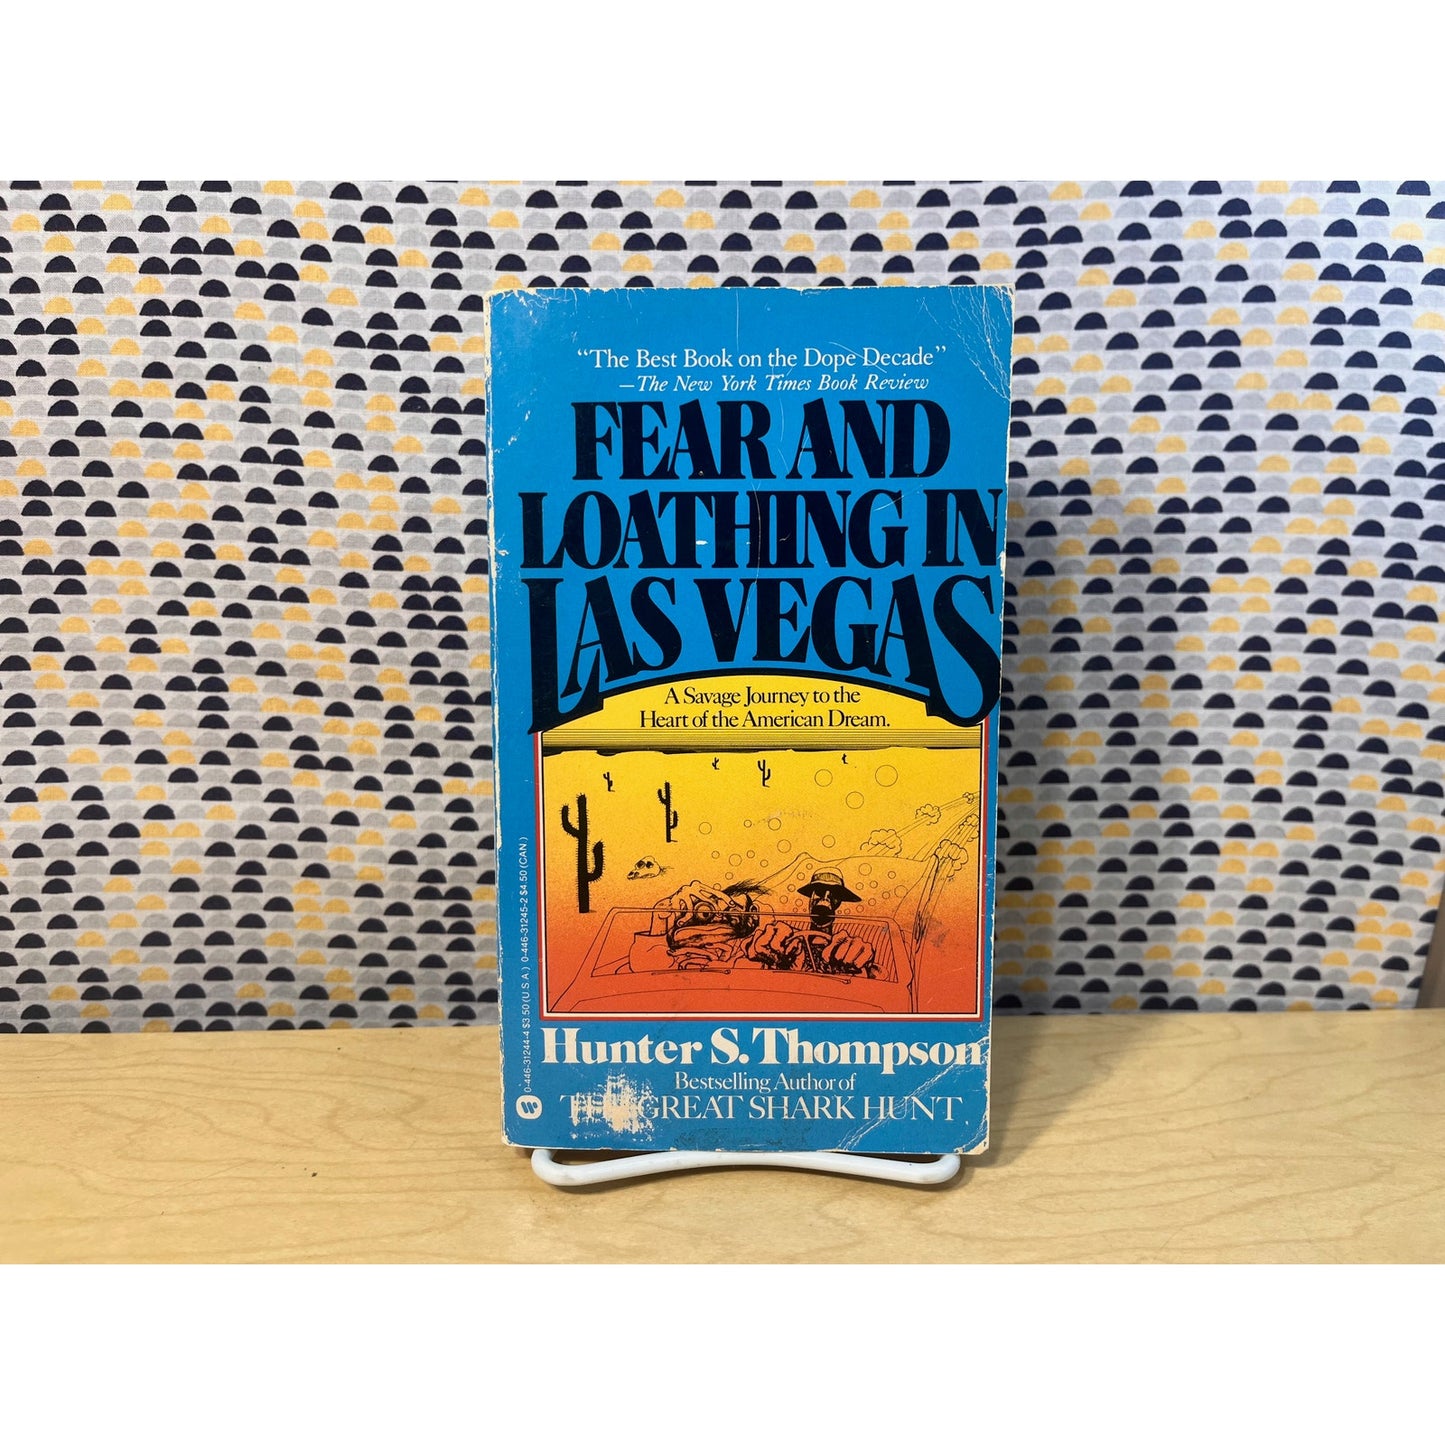 “The Best Book on the Dope Decade”
—The New York Times Book Review
FEAR AND
LOATHING IN
LAS VEGAS
A Savage Journey to the
Heart of the American Dream.
0-446-31244-4 $3.50 (U.S.A.) 0-446-31245-2 $4.50 (CAN.)
Hunter S. Thompson
Bestselling Author of
THE GREAT SHARK HUNT